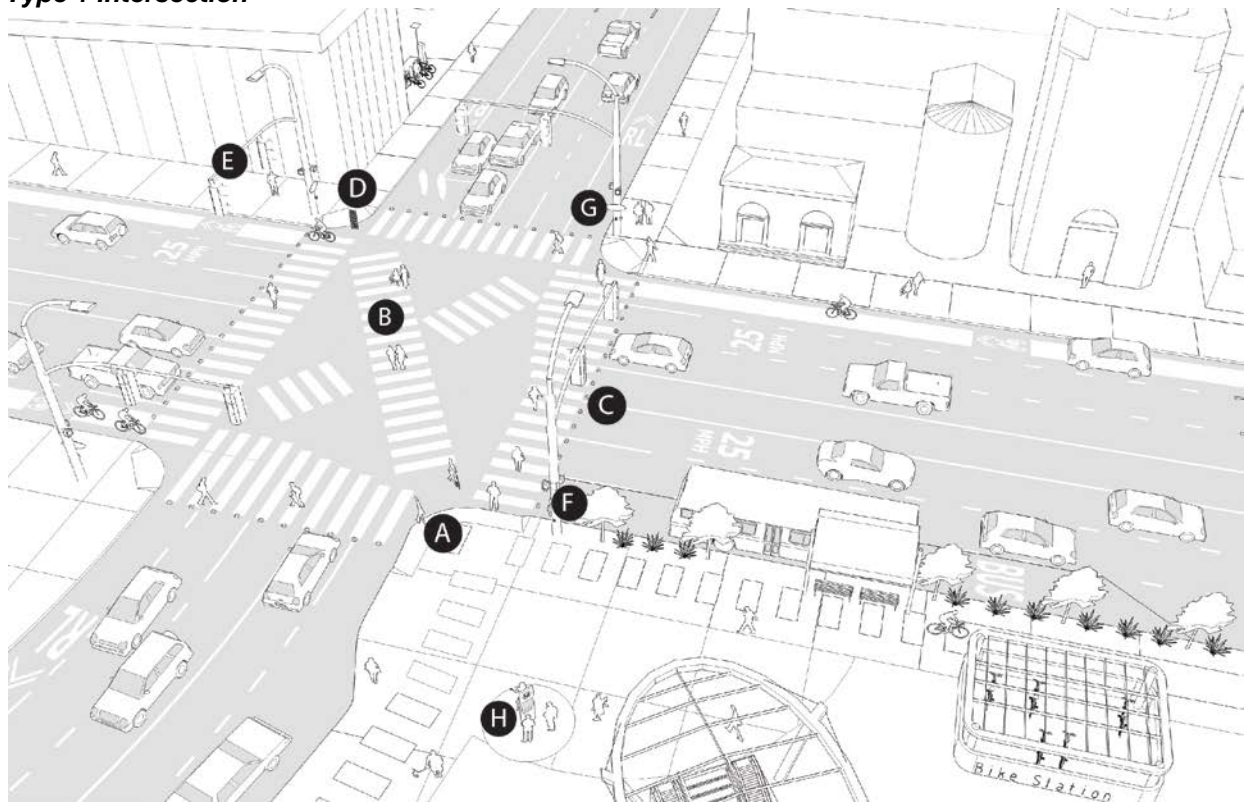 Type 1 Intersection
E
D
G
25
MPH
B
25
MPH
C
25
MPH
F
A
BUS
H
Bike Station